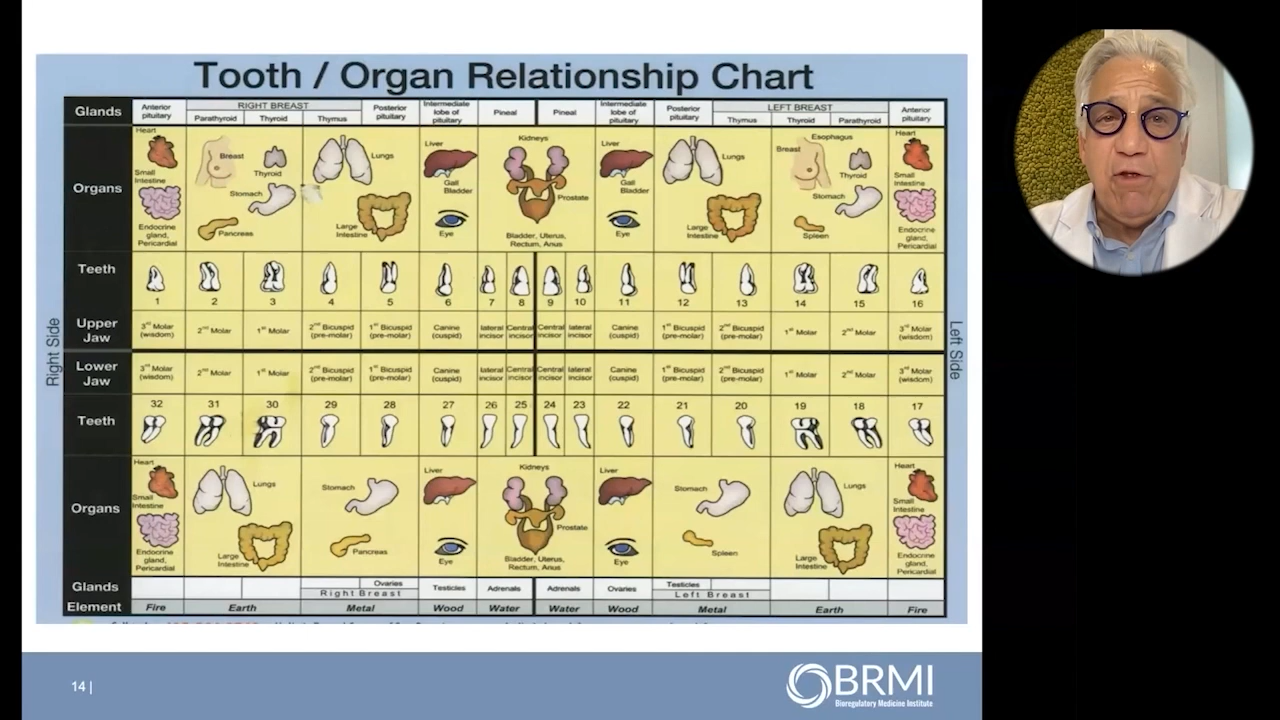 Tooth / Organ Relationship Chart
Glands
Anterior pituitary
RIGHT BREAST
Parathyroid
Thyroid
Thymus
Posterior pituitary
Intermediate lobe of pituitary
Pineal
Pineal
Intermediate lobe of pituitary
Posterior pituitary
LEFT BREAST
Thymus
Thyroid
Parathyroid
Anterior pituitary
Organs
Heart
Small Intestine
Endocrine gland, Pericardial
Breast
Thyroid
Stomach
Pancreas
Lungs
Large Intestine
Liver
Gall Bladder
Eye
Kidneys
Prostate
Bladder, Uterus, Rectum, Anus
Liver
Gall Bladder
Eye
Lungs
Large Intestine
Esophagus
Breast
Thyroid
Stomach
Spleen
Heart
Small Intestine
Endocrine gland, Pericardial
Teeth
1 2 3 4 5 6 7 8 9 10 11 12 13 14 15 16
Right Side
Upper Jaw
3rd Molar (wisdom)
2nd Molar
1st Molar
2nd Bicuspid (pre-molar)
1st Bicuspid (pre-molar)
Canine (cuspid)
lateral incisor
Central incisor
Central incisor
lateral incisor
Canine (cuspid)
1st Bicuspid (pre-molar)
2nd Bicuspid (pre-molar)
1st Molar
2nd Molar
3rd Molar (wisdom)
Left Side
Lower Jaw
3rd Molar (wisdom)
2nd Molar
1st Molar
2nd Bicuspid (pre-molar)
1st Bicuspid (pre-molar)
Canine (cuspid)
lateral incisor
Central incisor
Central incisor
lateral incisor
Canine (cuspid)
1st Bicuspid (pre-molar)
2nd Bicuspid (pre-molar)
1st Molar
2nd Molar
3rd Molar (wisdom)
Teeth
32 31 30 29 28 27 26 25 24 23 22 21 20 19 18 17
Organs
Heart
Small Intestine
Endocrine gland, Pericardial
Lungs
Large Intestine
Stomach
Pancreas
Liver
Eye
Kidneys
Prostate
Bladder, Uterus, Rectum, Anus
Liver
Eye
Stomach
Spleen
Lungs
Large Intestine
Heart
Small Intestine
Endocrine gland, Pericardial
Glands
Ovaries
Right Breast
Testicles
Adrenals
Adrenals
Ovaries
Testicles
Left Breast
Element
Fire Earth Metal Wood Water Water Wood Metal Earth Fire
14 |
BRMI
Bioregulatory Medicine Institute